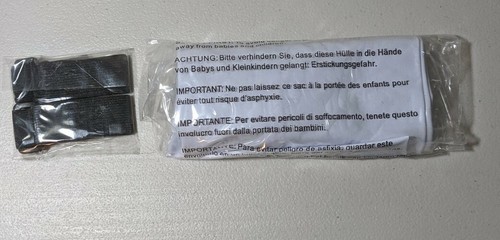 away from babies and
ACHTUNG: Bitte verhindern Sie, dass diese Hülle in die Hände
von Babys und Kleinkindern gelangt: Erstickungsgefahr.
IMPORTANT: Ne pas laissez ce sac à la portée des enfants pour
éviter tout risque d'asphyxie.
IMPORTANTE: Per evitare pericoli di soffocamento, tenete questo
involucro fuori dalla portata dei bambini.
IMPORTANTE: Para evitar peligro de asfixia: guantar este